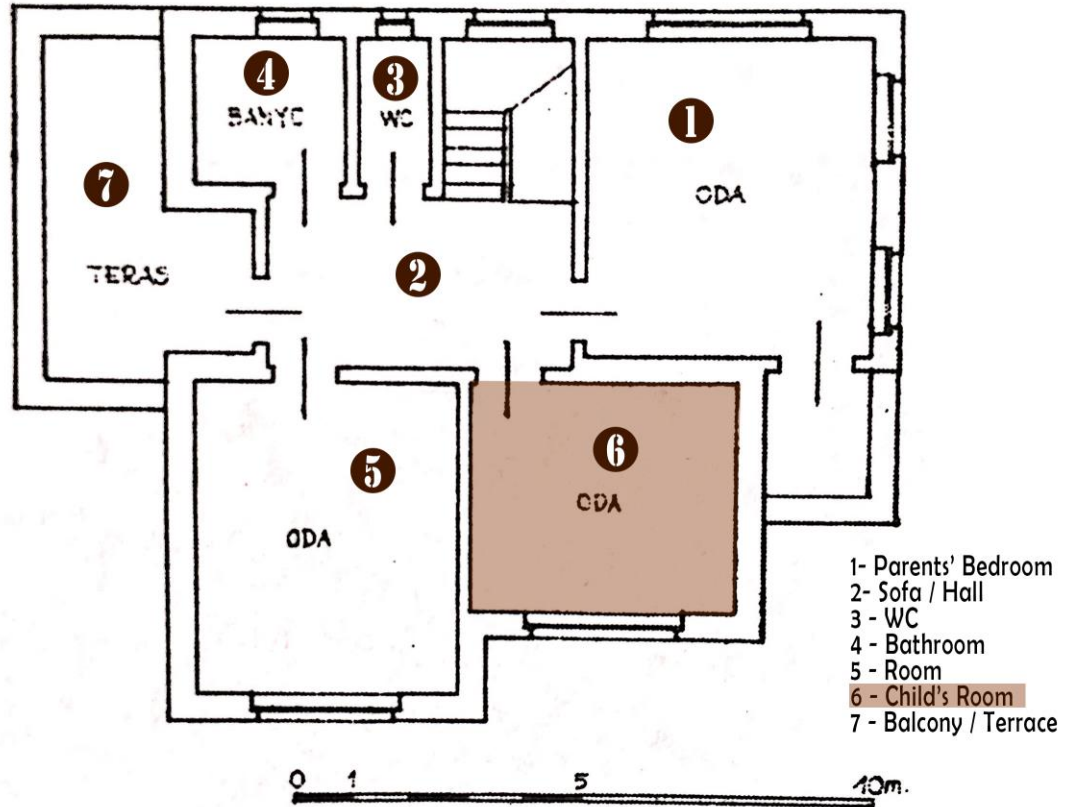 4
BANYO
3
WC
1
ODA
7
TERAS
2
5
ODA
6
ODA
1- Parents' Bedroom
2- Sofa / Hall
3 - WC
4 - Bathroom
5 - Room
6 - Child's Room
7 - Balcony / Terrace
0 1 5 10m.